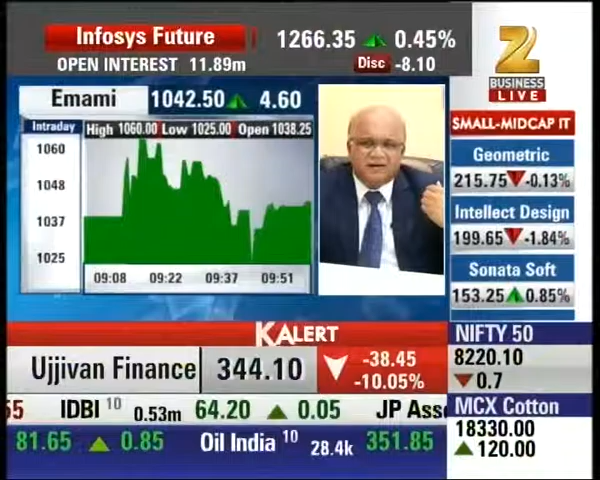 Infosys Future
1266.35 0.45%
OPEN INTEREST 11.89m
Disc -8.10
Z
BUSINESS
LIVE
Emami 1042.50 4.60
Intraday High 1060.00 Low 1025.00 Open 1038.25
1060
1048
1037
1025
09:08 09:22 09:37 09:51
SMALL-MIDCAP IT
Geometric
215.75 -0.13%
Intellect Design
199.65 -1.84%
Sonata Soft
153.25 0.85%
KALERT
Ujjivan Finance 344.10 -38.45
-10.05%
NIFTY 50
8220.10
0.7
MCX Cotton
18330.00
120.00
55 IDBI 10 0.53m 64.20 0.05 JP Asso
81.65 0.85 Oil India 10 28.4k 351.85